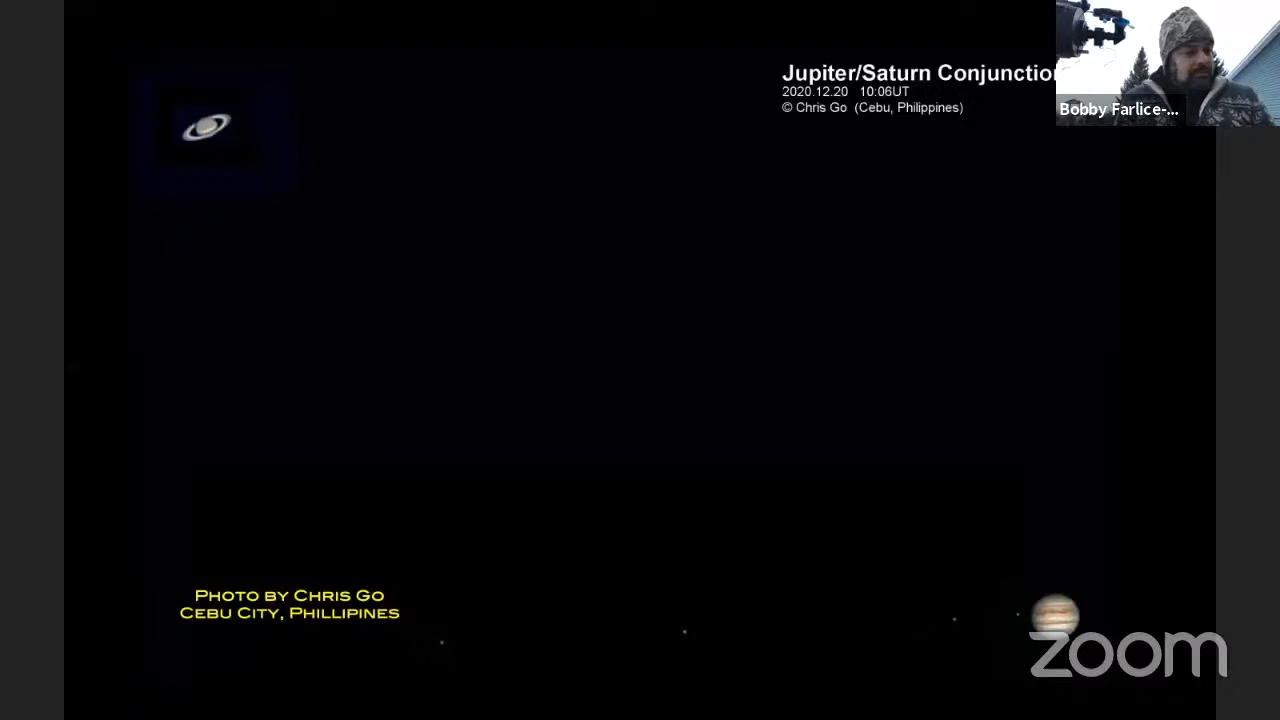 Jupiter/Saturn Conjunction
2020.12.20 10:06UT
© Chris Go (Cebu, Philippines)
Bobby Farlice-...
PHOTO BY CHRIS GO
CEBU CITY, PHILLIPINES
zoom